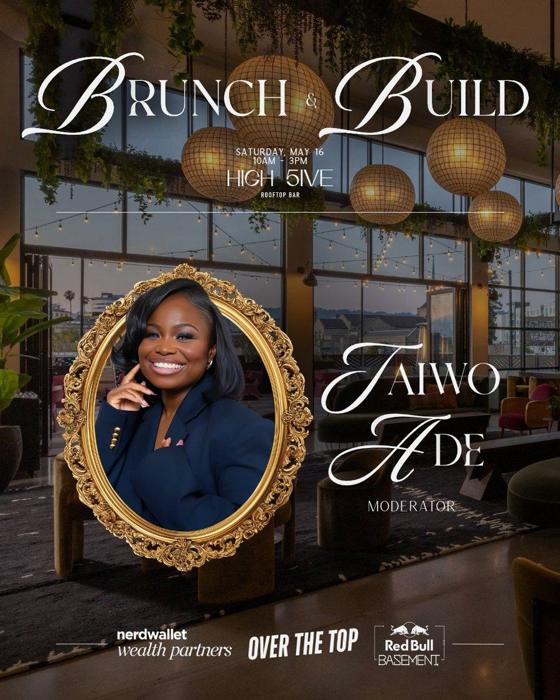 BRUNCH & BUILD
SATURDAY, MAY 16
10AM - 3PM
HIGH 5IVE
ROOFTOP BAR
TAIWO
ADE
MODERATOR
nerdwallet
wealth partners
OVER THE TOP
Red Bull
BASEMENT